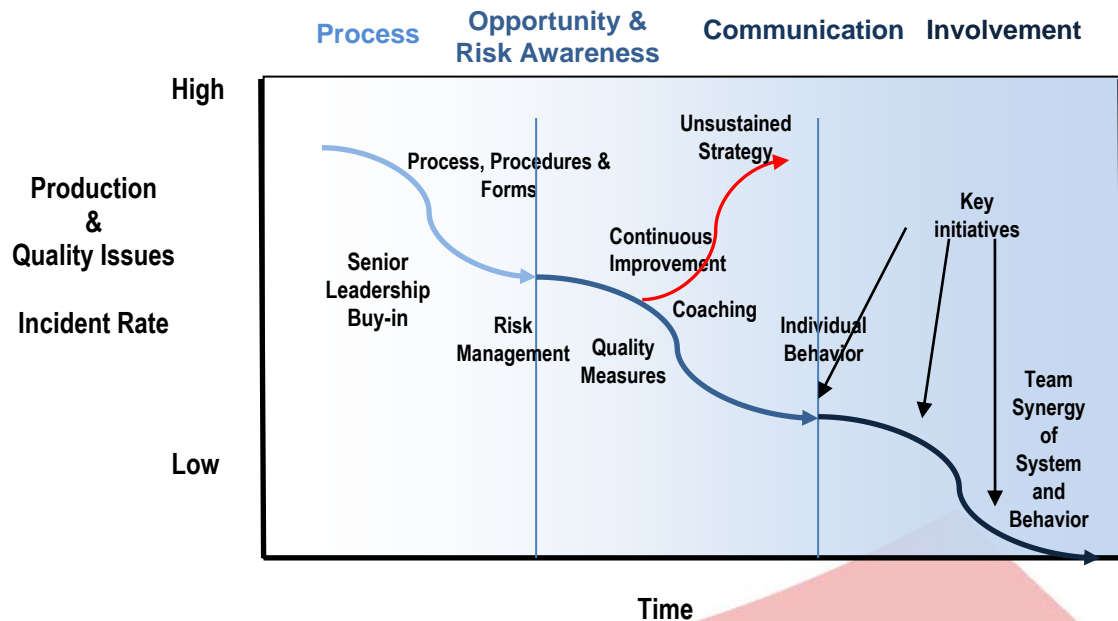 Process
Opportunity &
Risk Awareness
Communication
Involvement
High
Production
&
Quality Issues
Incident Rate
Low
Process, Procedures &
Forms
Senior
Leadership
Buy-in
Risk
Management
Unsustained
Strategy
Continuous
Improvement
Coaching
Quality
Measures
Individual
Behavior
Key
initiatives
Team
Synergy
of
System
and
Behavior
Time